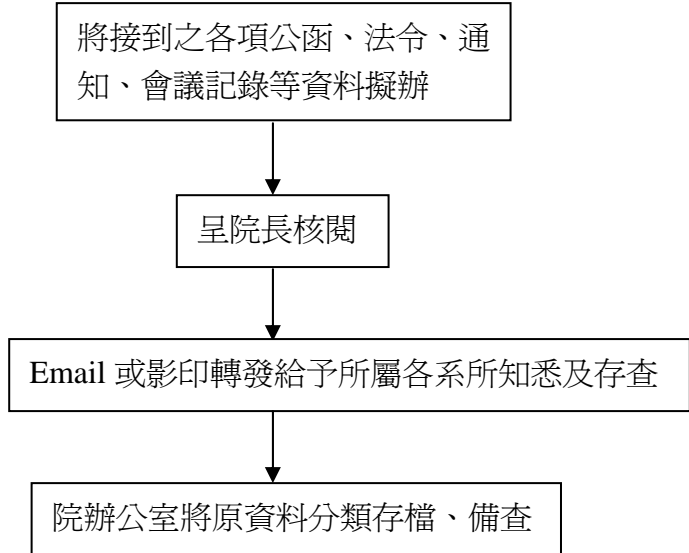 將接到之各項公函、法令、通
知、會議記錄等資料擬辦
呈院長核閱
Email 或影印轉發給予所屬各系所知悉及存查
院辦公室將原資料分類存檔、備查